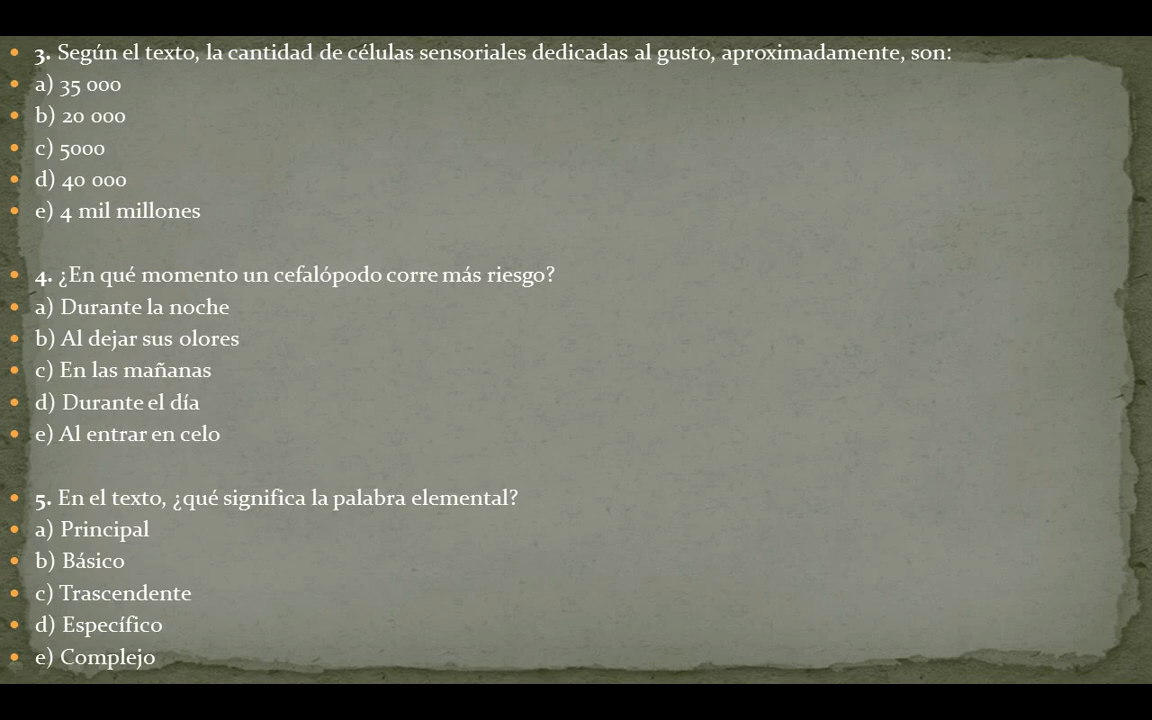 • 3. Según el texto, la cantidad de células sensoriales dedicadas al gusto, aproximadamente, son:
• a) 35 000
• b) 20 000
• c) 5000
• d) 40 000
• e) 4 mil millones
• 4. ¿En qué momento un cefalópodo corre más riesgo?
• a) Durante la noche
• b) Al dejar sus olores
• c) En las mañanas
• d) Durante el día
• e) Al entrar en celo
• 5. En el texto, ¿qué significa la palabra elemental?
• a) Principal
• b) Básico
• c) Trascendente
• d) Específico
• e) Complejo